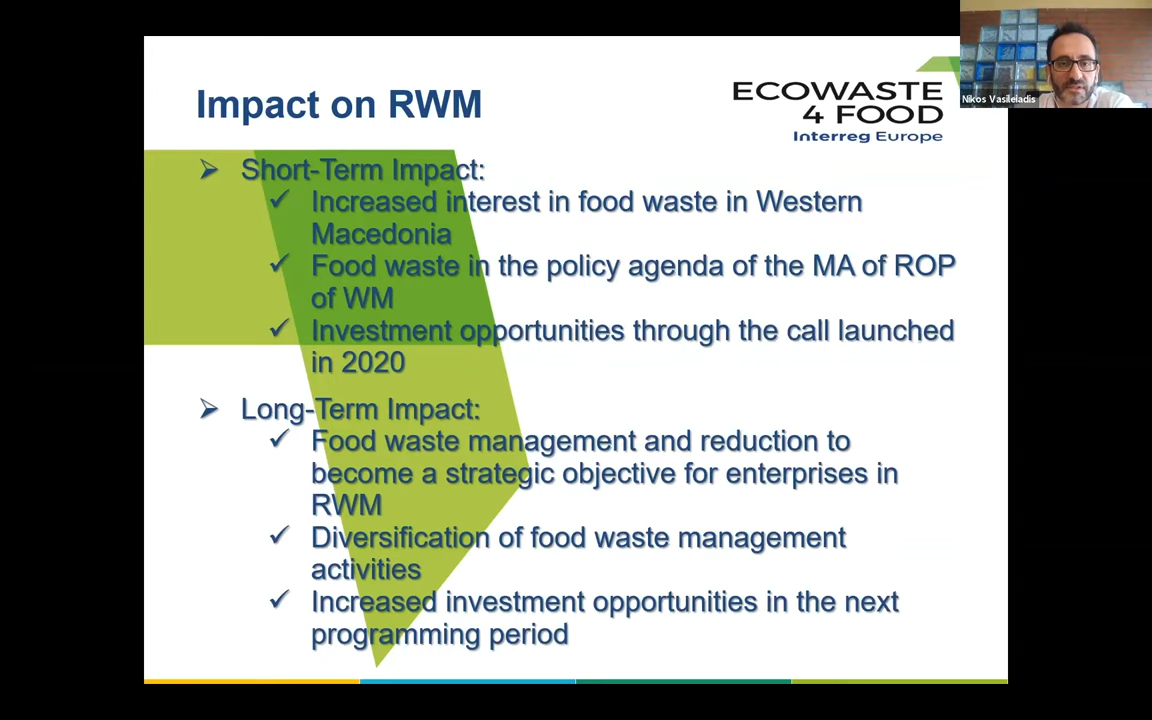 Impact on RWM
ECOWASTE
4 FOOD
Interreg Europe
Nikos Vasileiadis
➢ Short-Term Impact:
✓ Increased interest in food waste in Western
Macedonia
✓ Food waste in the policy agenda of the MA of ROP
of WM
✓ Investment opportunities through the call launched
in 2020
➢ Long-Term Impact:
✓ Food waste management and reduction to
become a strategic objective for enterprises in
RWM
✓ Diversification of food waste management
activities
✓ Increased investment opportunities in the next
programming period